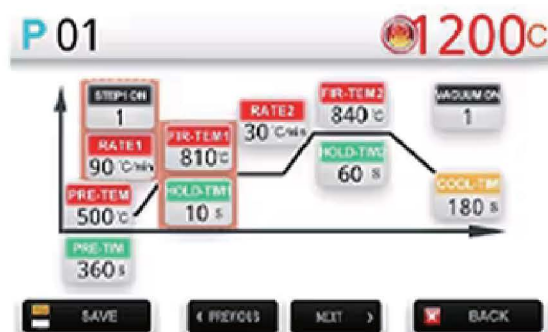 P 01
1200C
STEP1 ON
1
RATE1
90 °C/min
PRE-TEM
500 °C
PRE-TIM
360 S
FIR-TEM1
810 °C
HOLD-TIM1
10 S
RATE2
30 °C/min
FIR-TEM2
840 °C
HOLD-TIM2
60 S
VACUUM ON
1
COOL-TIM
180 S
SAVE
PREVIOUS
NEXT
BACK